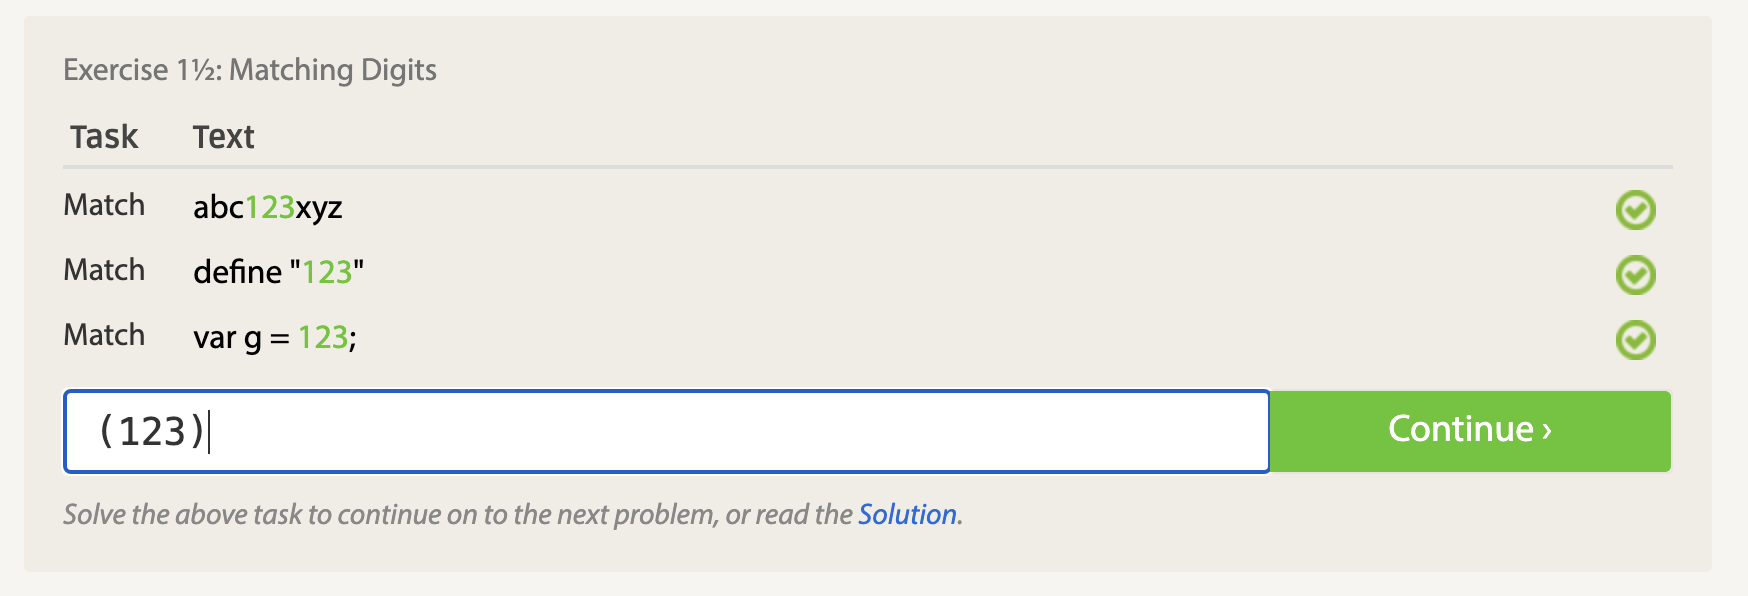 Exercise 1½: Matching Digits
Task Text
Match abc123xyz
Match define "123"
Match var g = 123;
(123)
Continue ›
Solve the above task to continue on to the next problem, or read the Solution.